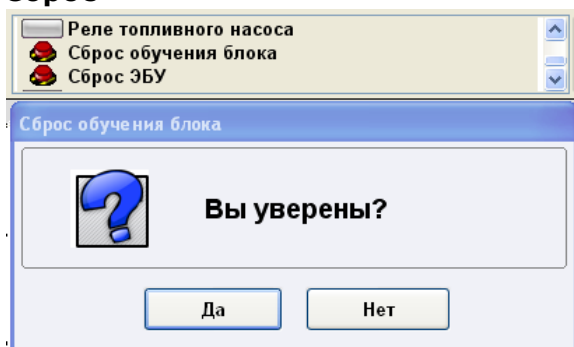 Сброс
Реле топливного насоса
Сброс обучения блока
Сброс ЭБУ
Сброс обучения блока
Вы уверены?
Да
Нет